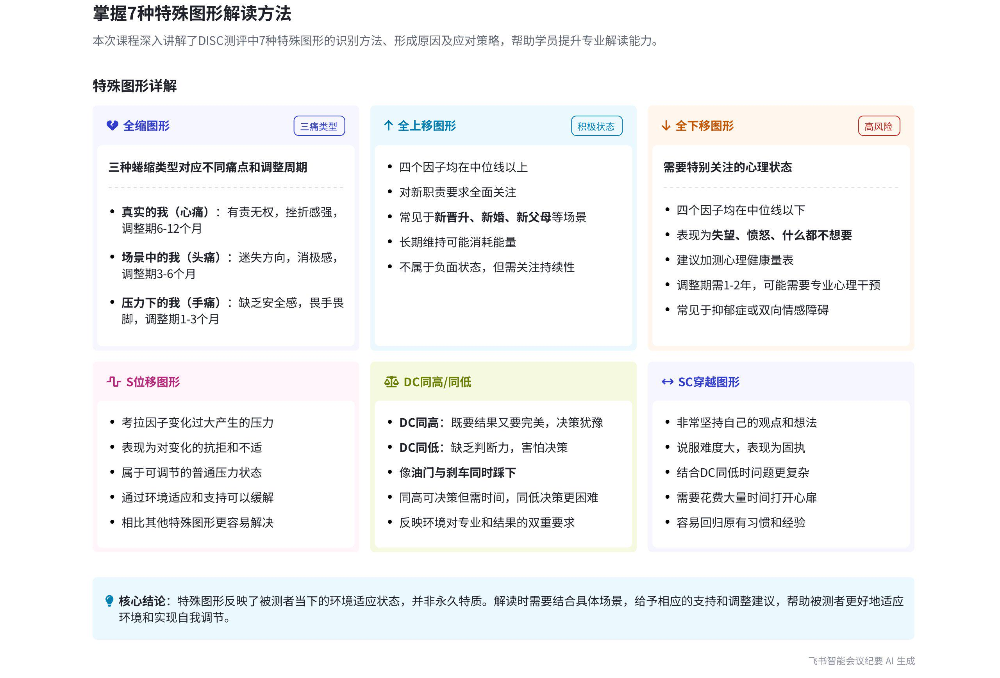 掌握7种特殊图形解读方法
本次课程深入讲解了DISC测评中7种特殊图形的识别方法、形成原因及应对策略，帮助学员提升专业解读能力。
特殊图形详解
全缩图形
三痛类型
三种蜷缩类型对应不同痛点和调整周期
• 真实的我（心痛）：有责无权，挫折感强，
调整期6-12个月
• 场景中的我（头痛）：迷失方向，消极感，
调整期3-6个月
• 压力下的我（手痛）：缺乏安全感，畏手畏
脚，调整期1-3个月
全上移图形
积极状态
• 四个因子均在中位线以上
• 对新职责要求全面关注
• 常见于新晋升、新婚、新父母等场景
• 长期维持可能消耗能量
• 不属于负面状态，但需关注持续性
全下移图形
高风险
需要特别关注的心理状态
• 四个因子均在中位线以下
• 表现为失望、愤怒、什么都不想要
• 建议加测心理健康量表
• 调整期需1-2年，可能需要专业心理干预
• 常见于抑郁症或双向情感障碍
S位移图形
• 考拉因子变化过大产生的压力
• 表现为对变化的抗拒和不适
• 属于可调节的普通压力状态
• 通过环境适应和支持可以缓解
• 相比其他特殊图形更容易解决
DC同高/同低
• DC同高：既要结果又要完美，决策犹豫
• DC同低：缺乏判断力，害怕决策
• 像油门与刹车同时踩下
• 同高可决策但需时间，同低决策更困难
• 反映环境对专业和结果的双重要求
SC穿越图形
• 非常坚持自己的观点和想法
• 说服难度大，表现为固执
• 结合DC同低时问题更复杂
• 需要花费大量时间打开心扉
• 容易回归原有习惯和经验
核心结论：特殊图形反映了被测者当下的环境适应状态，并非永久特质。解读时需要结合具体场景，给予相应的支持和调整建议，帮助被测者更好地适应
环境和实现自我调节。
飞书智能会议纪要 AI 生成